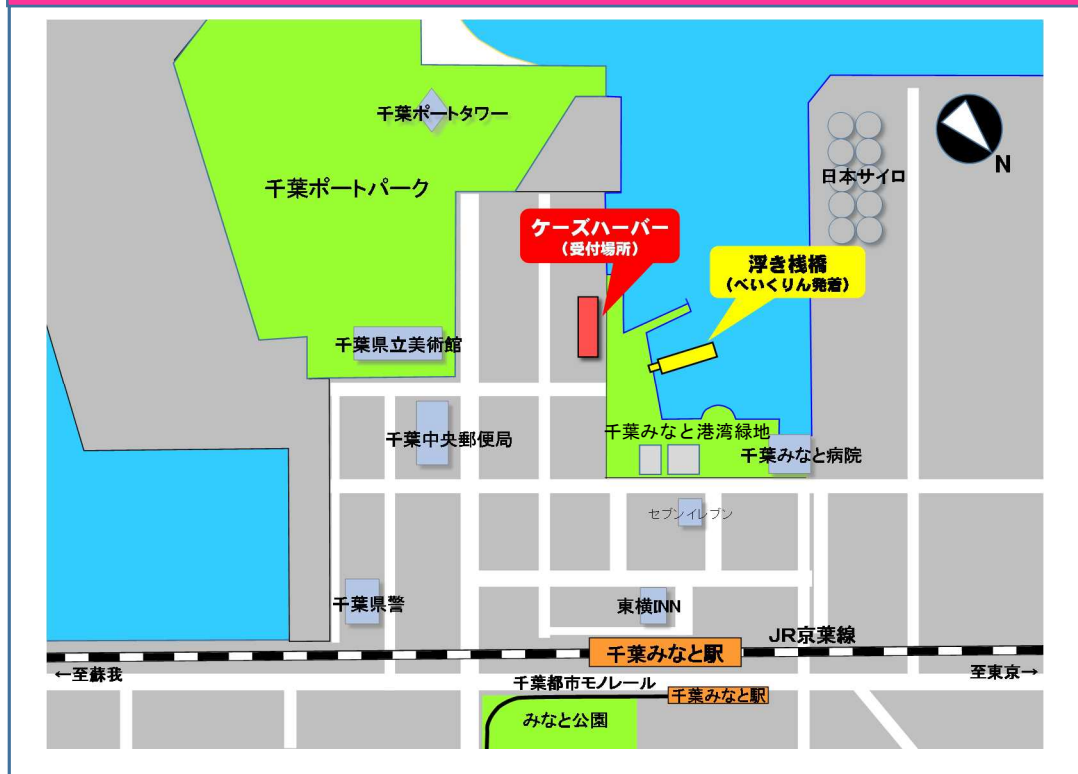 千葉ポートタワー
千葉ポートパーク
日本サイロ
N
ケーズハーバー
（受付場所）
浮き桟橋
（べいくりん発着）
千葉県立美術館
千葉中央郵便局
千葉みなと港湾緑地
千葉みなと病院
セブンイレブン
千葉県警
東横INN
JR京葉線
千葉みなと駅
←至蘇我
至東京→
千葉都市モノレール
千葉みなと駅
みなと公園